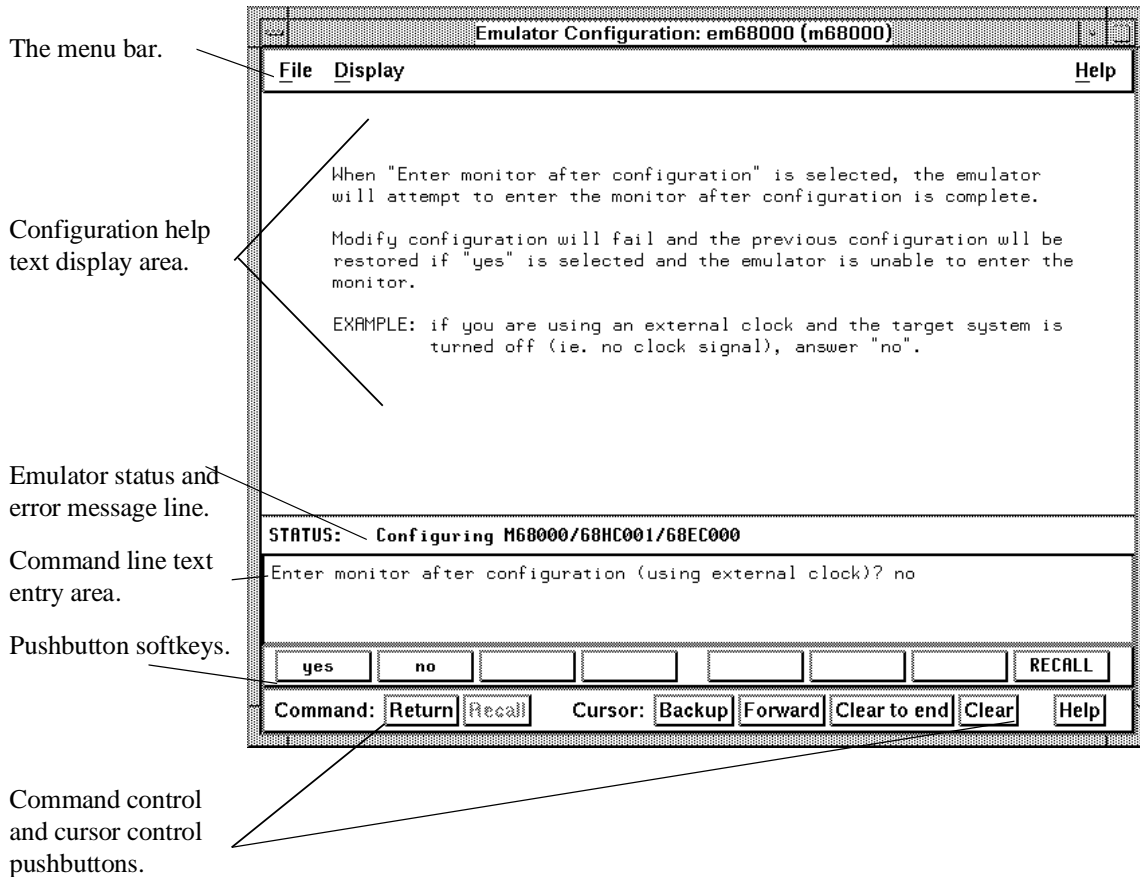 Emulator Configuration: em68000 (m68000)
The menu bar.
File Display Help
When "Enter monitor after configuration" is selected, the emulator
will attempt to enter the monitor after configuration is complete.
Configuration help
text display area.
Modify configuration will fail and the previous configuration wll be
restored if "yes" is selected and the emulator is unable to enter the
monitor.
EXAMPLE: if you are using an external clock and the target system is
turned off (ie. no clock signal), answer "no".
Emulator status and
error message line.
STATUS: Configuring M68000/68HC001/68EC000
Command line text
entry area.
Enter monitor after configuration (using external clock)? no
Pushbutton softkeys.
yes no RECALL
Command: Return Recall Cursor: Backup Forward Clear to end Clear Help
Command control
and cursor control
pushbuttons.